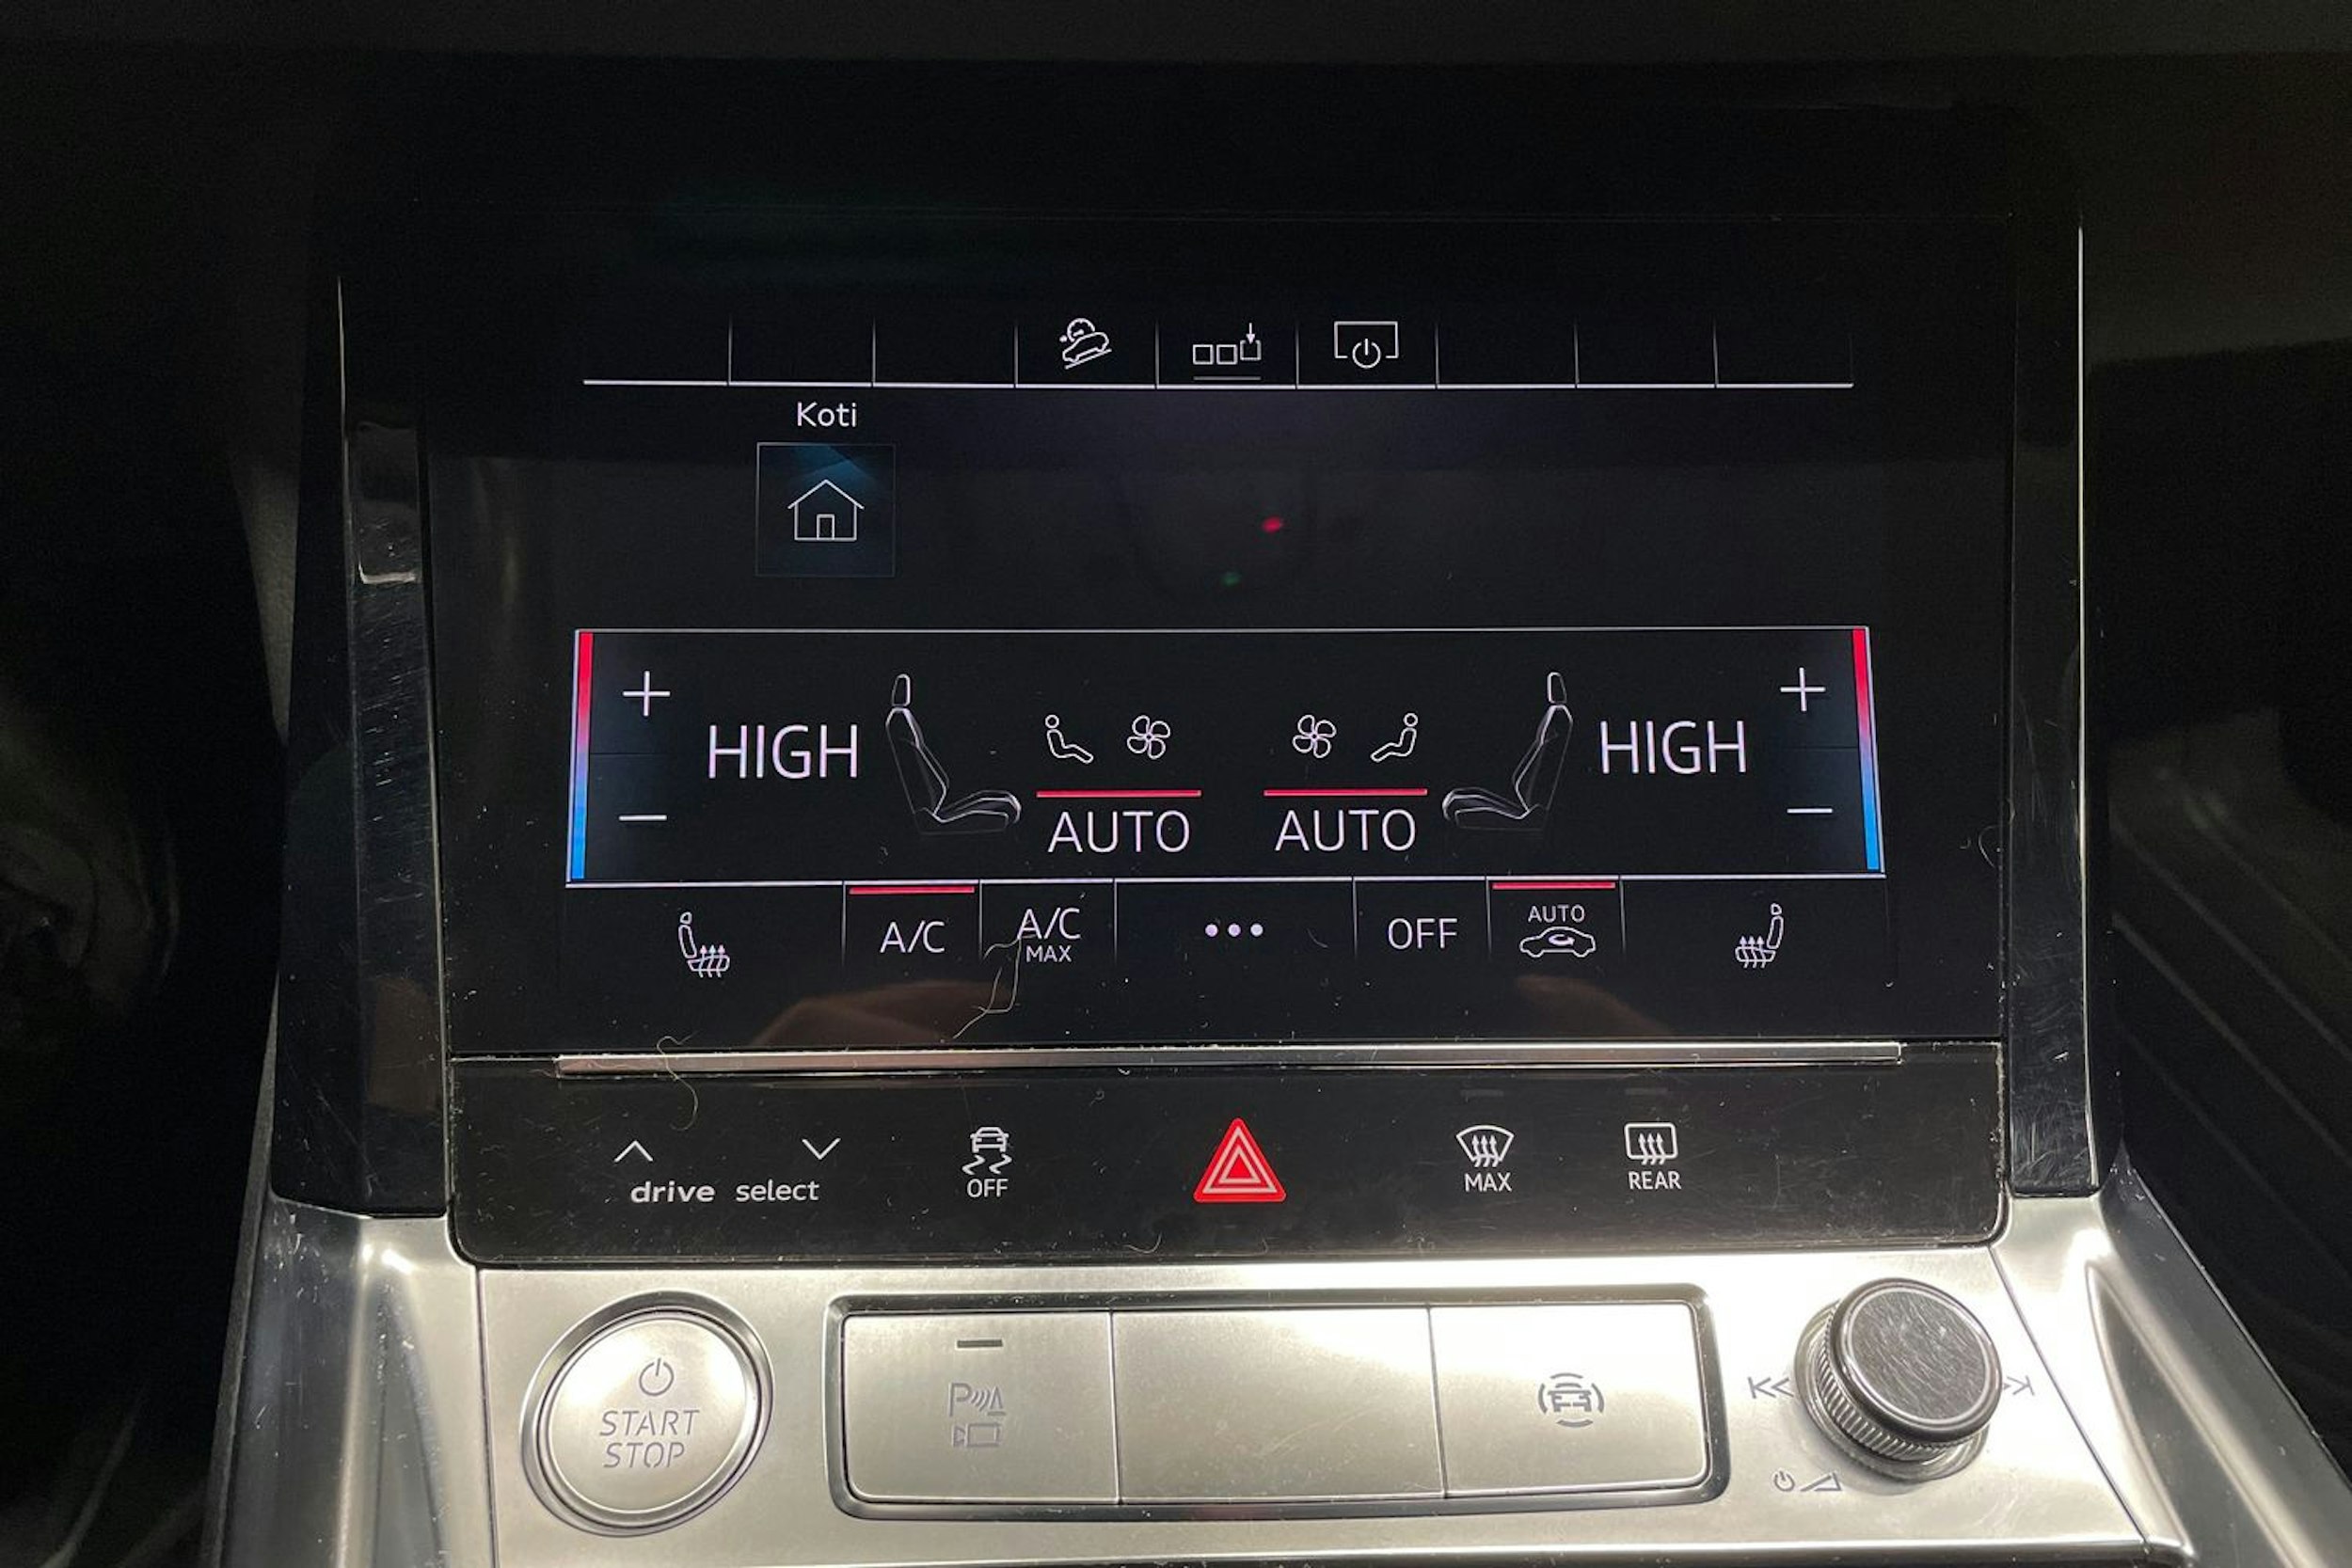 Koti
HIGH
HIGH
AUTO
AUTO
A/C
A/C
MAX
OFF
AUTO
drive select
OFF
MAX
REAR
START
STOP
P